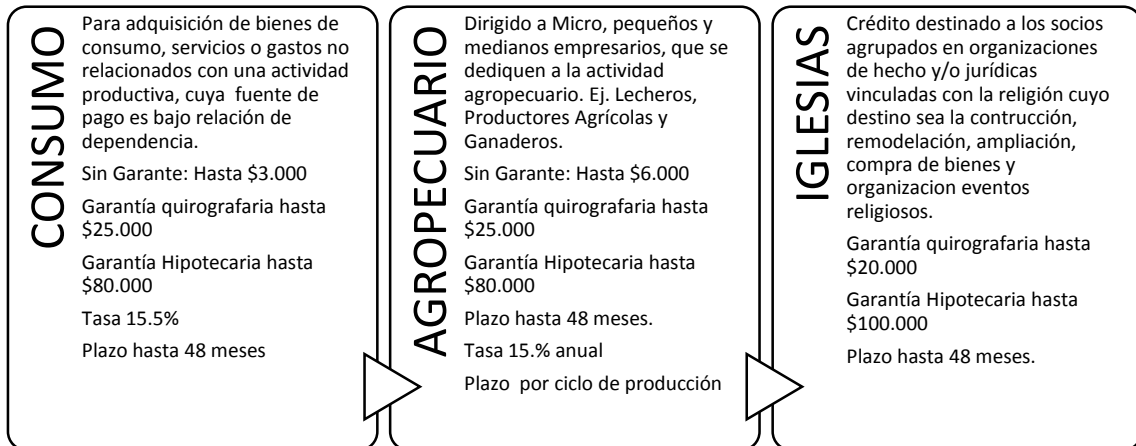 CONSUMO
Para adquisición de bienes de
consumo, servicios o gastos no
relacionados con una actividad
productiva, cuya fuente de
pago es bajo relación de
dependencia.
Sin Garante: Hasta $3.000
Garantía quirografaria hasta
$25.000
Garantía Hipotecaria hasta
$80.000
Tasa 15.5%
Plazo hasta 48 meses
AGROPECUARIO
Dirigido a Micro, pequeños y
medianos empresarios, que se
dediquen a la actividad
agropecuario. Ej. Lecheros,
Productores Agrícolas y
Ganaderos.
Sin Garante: Hasta $6.000
Garantía quirografaria hasta
$25.000
Garantía Hipotecaria hasta
$80.000
Plazo hasta 48 meses.
Tasa 15.% anual
Plazo por ciclo de producción
IGLESIAS
Crédito destinado a los socios
agrupados en organizaciones
de hecho y/o jurídicas
vinculadas con la religión cuyo
destino sea la contrucción,
remodelación, ampliación,
compra de bienes y
organizacion eventos
religiosos.
Garantía quirografaria hasta
$20.000
Garantía Hipotecaria hasta
$100.000
Plazo hasta 48 meses.